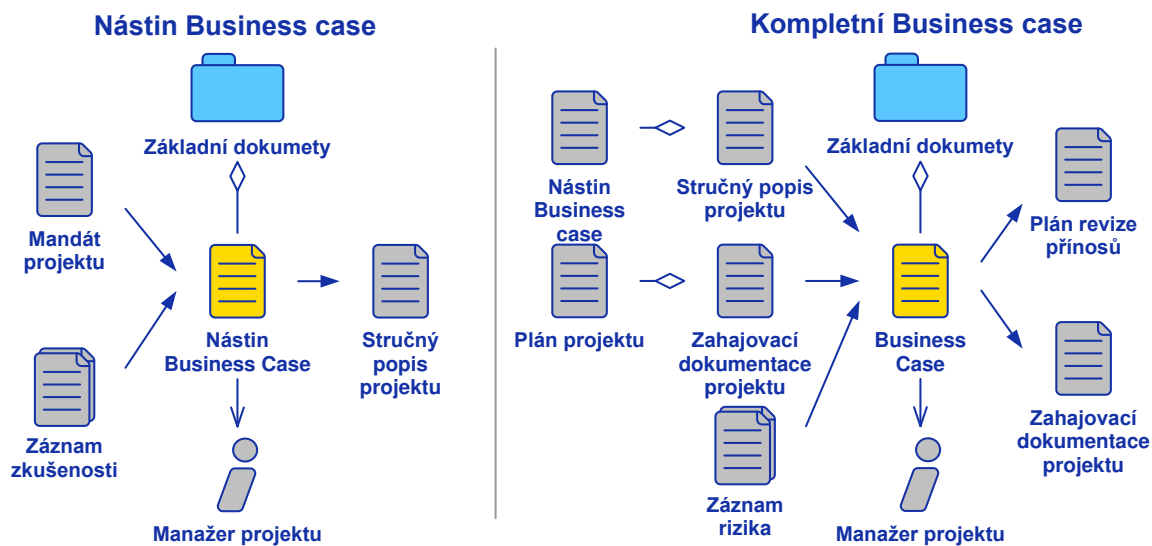 Nástin Business case
Základní dokumety
Mandát
projektu
Nástin
Business Case
Stručný
popis
projektu
Záznam
zkušenosti
Manažer projektu
Kompletní Business case
Základní dokumety
Nástin
Business
case
Stručný popis
projektu
Plán revize
přínosů
Plán projektu
Zahajovací
dokumentace
projektu
Business
Case
Záznam
rizika
Zahajovací
dokumentace
projektu
Manažer projektu